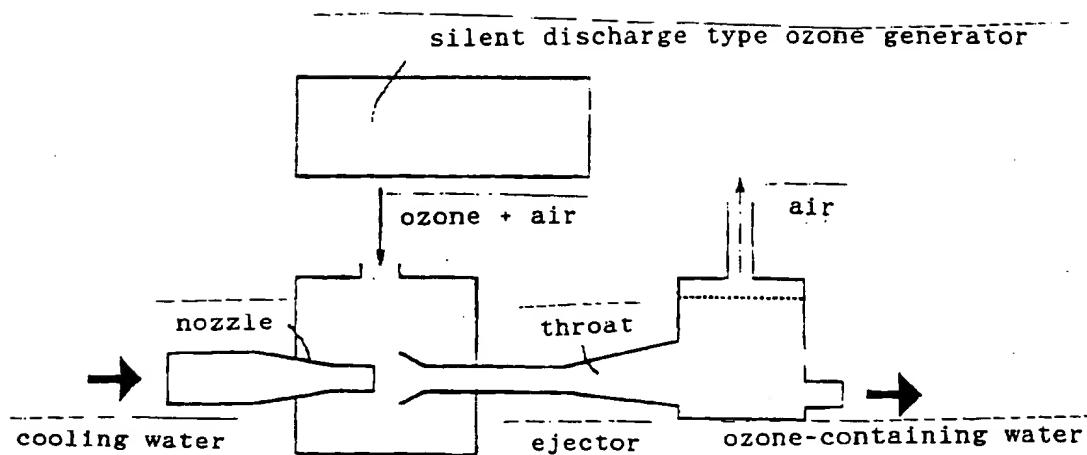 silent discharge type ozone generator
ozone + air
air
nozzle
throat
cooling water
ejector
ozone-containing water